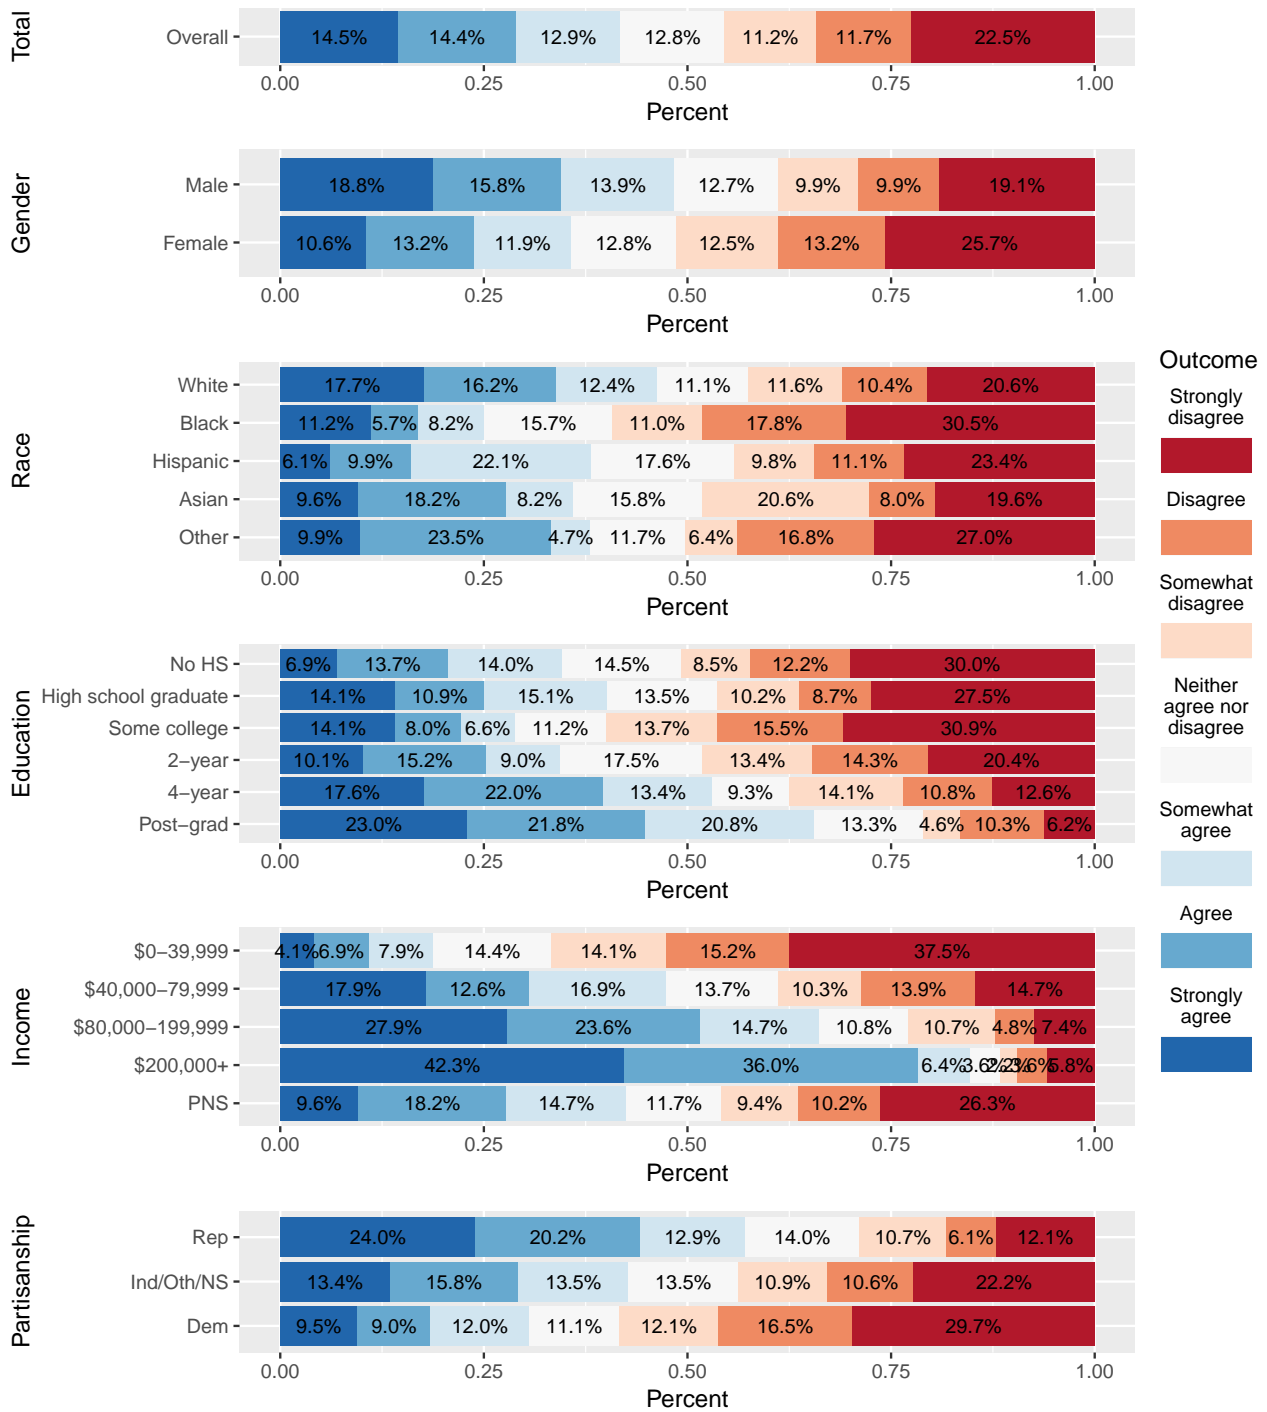 Total
Overall
14.5% 14.4% 12.9% 12.8% 11.2% 11.7% 22.5%
0.00 0.25 0.50 0.75 1.00
Percent
Gender
Male
18.8% 15.8% 13.9% 12.7% 9.9% 9.9% 19.1%
Female
10.6% 13.2% 11.9% 12.8% 12.5% 13.2% 25.7%
0.00 0.25 0.50 0.75 1.00
Percent
Race
White
17.7% 16.2% 12.4% 11.1% 11.6% 10.4% 20.6%
Black
11.2% 5.7% 8.2% 15.7% 11.0% 17.8% 30.5%
Hispanic
6.1% 9.9% 22.1% 17.6% 9.8% 11.1% 23.4%
Asian
9.6% 18.2% 8.2% 15.8% 20.6% 8.0% 19.6%
Other
9.9% 23.5% 4.7% 11.7% 6.4% 16.8% 27.0%
0.00 0.25 0.50 0.75 1.00
Percent
Education
No HS
6.9% 13.7% 14.0% 14.5% 8.5% 12.2% 30.0%
High school graduate
14.1% 10.9% 15.1% 13.5% 10.2% 8.7% 27.5%
Some college
14.1% 8.0% 6.6% 11.2% 13.7% 15.5% 30.9%
2−year
10.1% 15.2% 9.0% 17.5% 13.4% 14.3% 20.4%
4−year
17.6% 22.0% 13.4% 9.3% 14.1% 10.8% 12.6%
Post−grad
23.0% 21.8% 20.8% 13.3% 4.6% 10.3% 6.2%
0.00 0.25 0.50 0.75 1.00
Percent
Income
$0−39,999
4.1% 6.9% 7.9% 14.4% 14.1% 15.2% 37.5%
$40,000−79,999
17.9% 12.6% 16.9% 13.7% 10.3% 13.9% 14.7%
$80,000−199,999
27.9% 23.6% 14.7% 10.8% 10.7% 4.8% 7.4%
$200,000+
42.3% 36.0% 6.4% 3.6% 2.2% 3.6% 5.8%
PNS
9.6% 18.2% 14.7% 11.7% 9.4% 10.2% 26.3%
0.00 0.25 0.50 0.75 1.00
Percent
Partisanship
Rep
24.0% 20.2% 12.9% 14.0% 10.7% 6.1% 12.1%
Ind/Oth/NS
13.4% 15.8% 13.5% 13.5% 10.9% 10.6% 22.2%
Dem
9.5% 9.0% 12.0% 11.1% 12.1% 16.5% 29.7%
0.00 0.25 0.50 0.75 1.00
Percent
Outcome
Strongly
disagree
Disagree
Somewhat
disagree
Neither
agree nor
disagree
Somewhat
agree
Agree
Strongly
agree